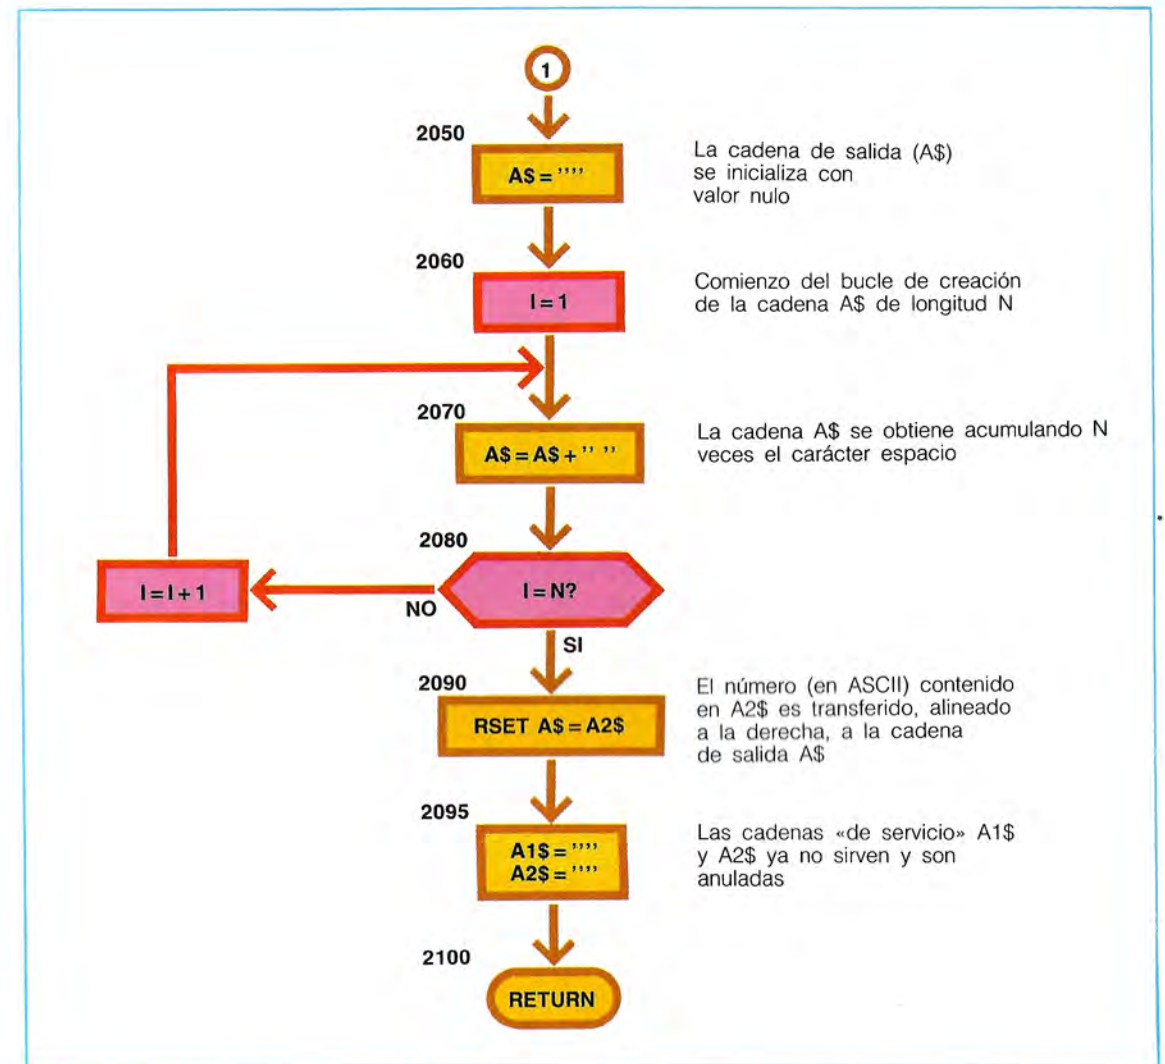 1
2050
A$ = ’’’’
La cadena de salida (A$)
se inicializa con
valor nulo
2060
I = 1
Comienzo del bucle de creación
de la cadena A$ de longitud N
2070
A$ = A$ + ’’ ’’
La cadena A$ se obtiene acumulando N
veces el carácter espacio
2080
I = N?
I = I + 1
NO
SI
2090
RSET A$ = A2$
El número (en ASCII) contenido
en A2$ es transferido, alineado
a la derecha, a la cadena
de salida A$
2095
A1$ = ’’’’
A2$ = ’’’’
Las cadenas «de servicio» A1$
y A2$ ya no sirven y son
anuladas
2100
RETURN